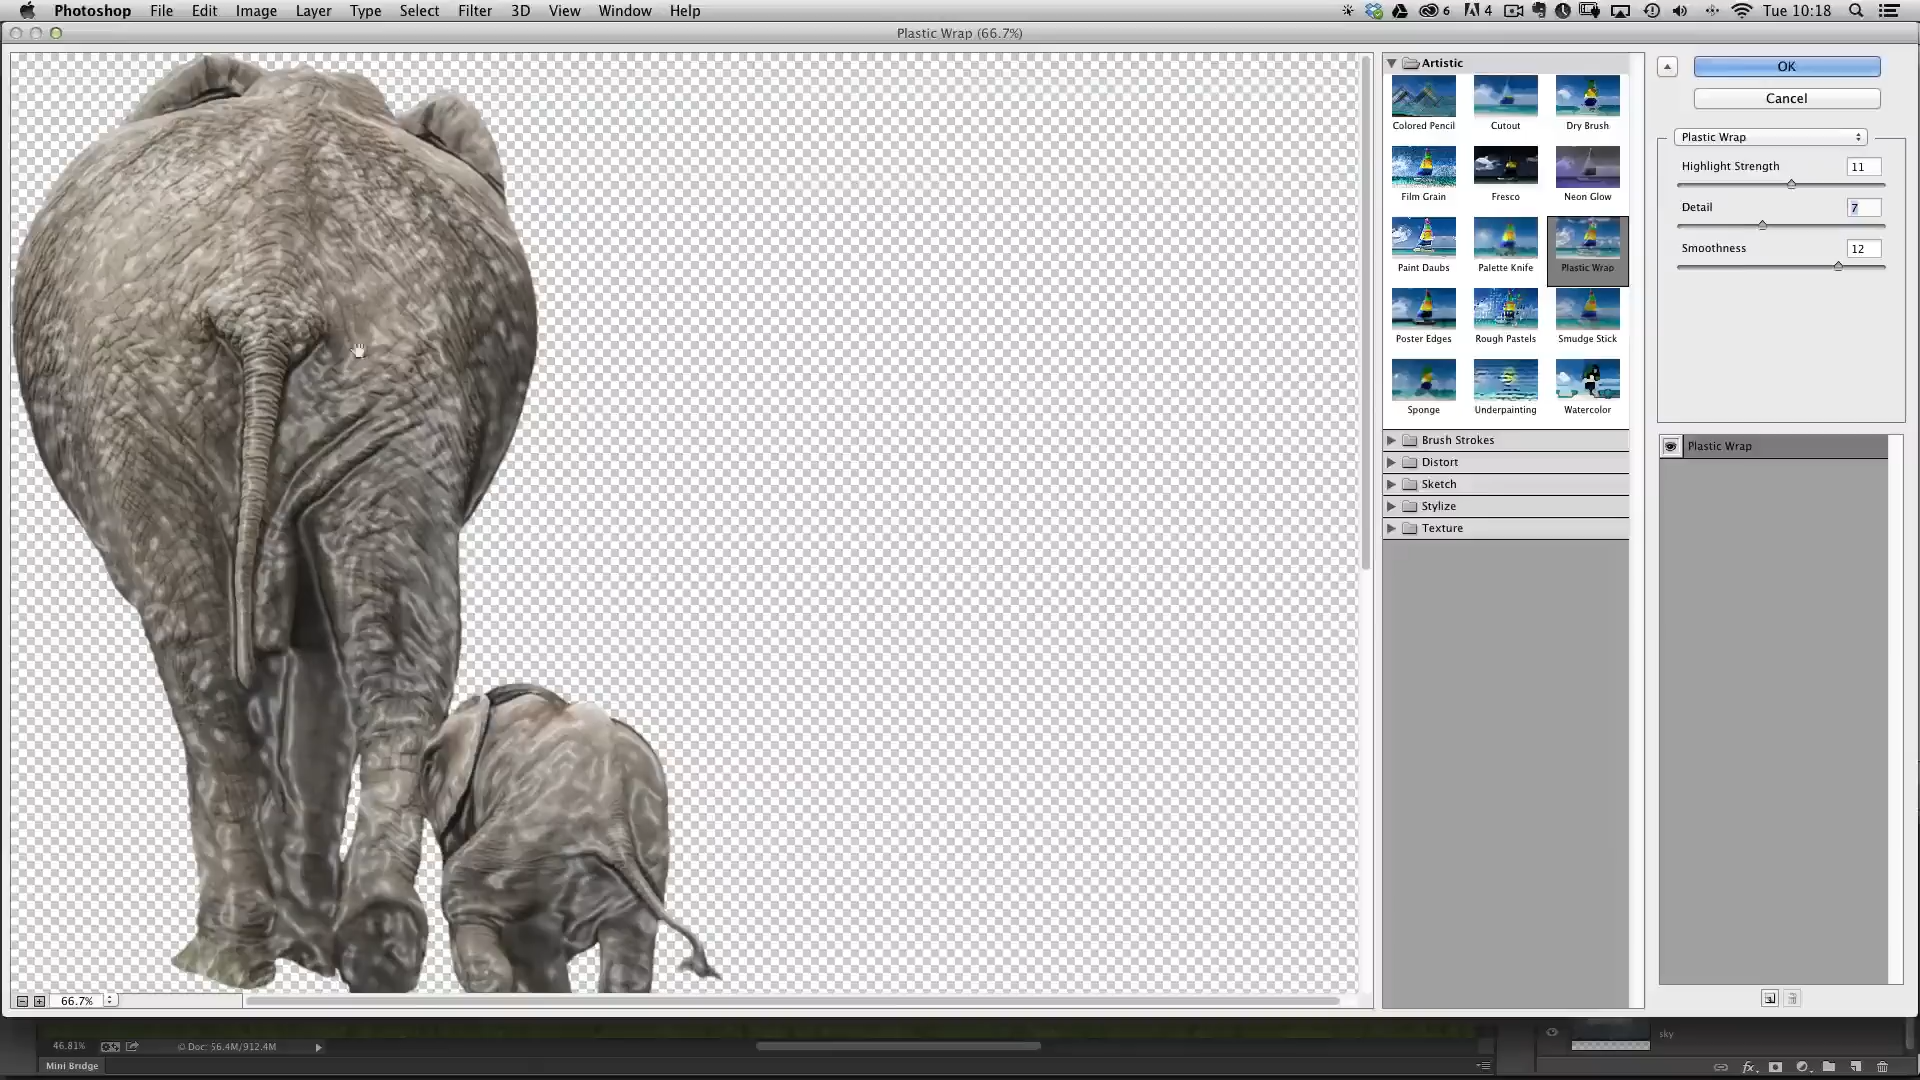 Photoshop File Edit Image Layer Type Select Filter 3D View Window Help 6 4 Tue 10:18
Plastic Wrap (66.7%)
Artistic
Colored Pencil Cutout Dry Brush
Film Grain Fresco Neon Glow
Paint Daubs Palette Knife Plastic Wrap
Poster Edges Rough Pastels Smudge Stick
Sponge Underpainting Watercolor
Brush Strokes
Distort
Sketch
Stylize
Texture
OK
Cancel
Plastic Wrap
Highlight Strength 11
Detail 7
Smoothness 12
Plastic Wrap
66.7%
sky
46.81% © Doc: 56.4M/912.4M
Mini Bridge
fx